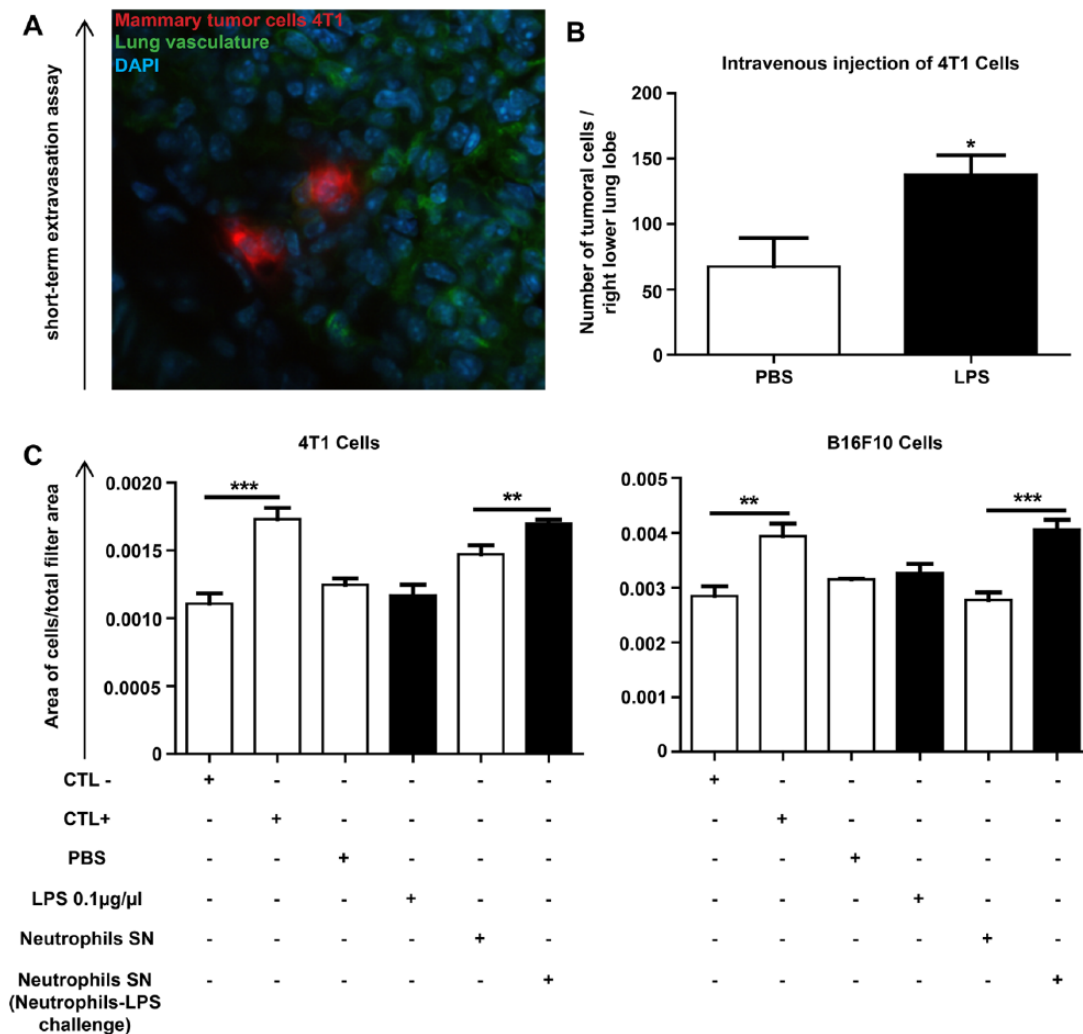 A
Mammary tumor cells 4T1
Lung vasculature
DAPI
short-term extravasation assay
B
Intravenous injection of 4T1 Cells
Number of tumoral cells /
right lower lung lobe
200
150
100
50
0
*
PBS
LPS
C
4T1 Cells
Area of cells/total filter area
0.0020
0.0015
0.0010
0.0005
0
***
**
B16F10 Cells
0.005
0.004
0.003
0.002
0.001
0
**
***
CTL - + - - - - - + - - - - -
CTL+ - + - - - - - + - - - -
PBS - - + - - - - - + - - -
LPS 0.1µg/µl - - - + - - - - - + - -
Neutrophils SN - - - - + - - - - - + -
Neutrophils SN - - - - - + - - - - - +
(Neutrophils-LPS
challenge)